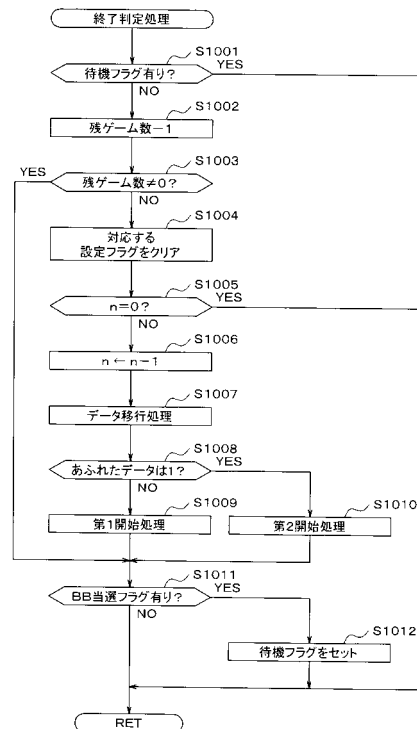 終了判定処理
S1001
待機フラグ有り？
YES
NO
S1002
残ゲーム数－1
S1003
YES
残ゲーム数≠0？
NO
S1004
対応する
設定フラグをクリア
S1005
n＝0？
YES
NO
S1006
n ← n－1
S1007
データ移行処理
S1008
あふれたデータは1？
YES
NO
S1009
第1開始処理
S1010
第2開始処理
S1011
BB当選フラグ有り？
YES
NO
S1012
待機フラグをセット
RET